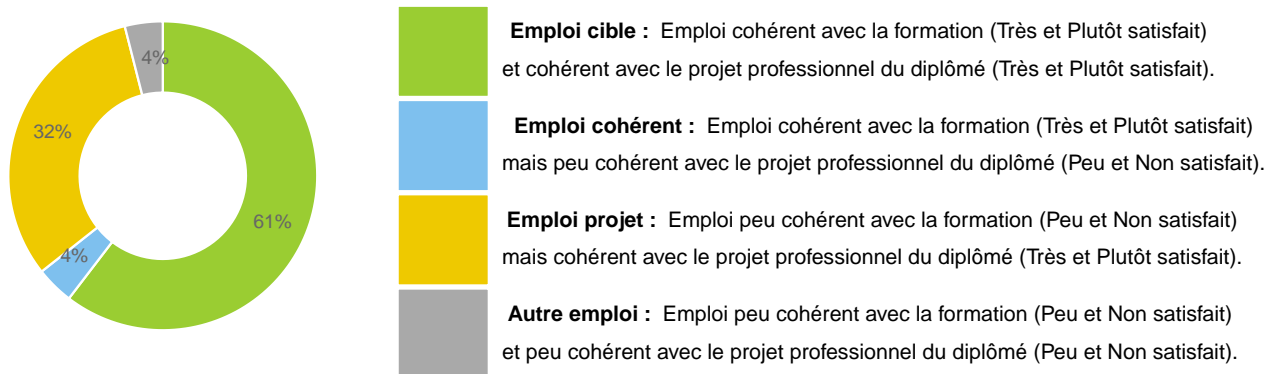 4%
32%
61%
4%
Emploi cible : Emploi cohérent avec la formation (Très et Plutôt satisfait)
et cohérent avec le projet professionnel du diplômé (Très et Plutôt satisfait).
Emploi cohérent : Emploi cohérent avec la formation (Très et Plutôt satisfait)
mais peu cohérent avec le projet professionnel du diplômé (Peu et Non satisfait).
Emploi projet : Emploi peu cohérent avec la formation (Peu et Non satisfait)
mais cohérent avec le projet professionnel du diplômé (Très et Plutôt satisfait).
Autre emploi : Emploi peu cohérent avec la formation (Peu et Non satisfait)
et peu cohérent avec le projet professionnel du diplômé (Peu et Non satisfait).